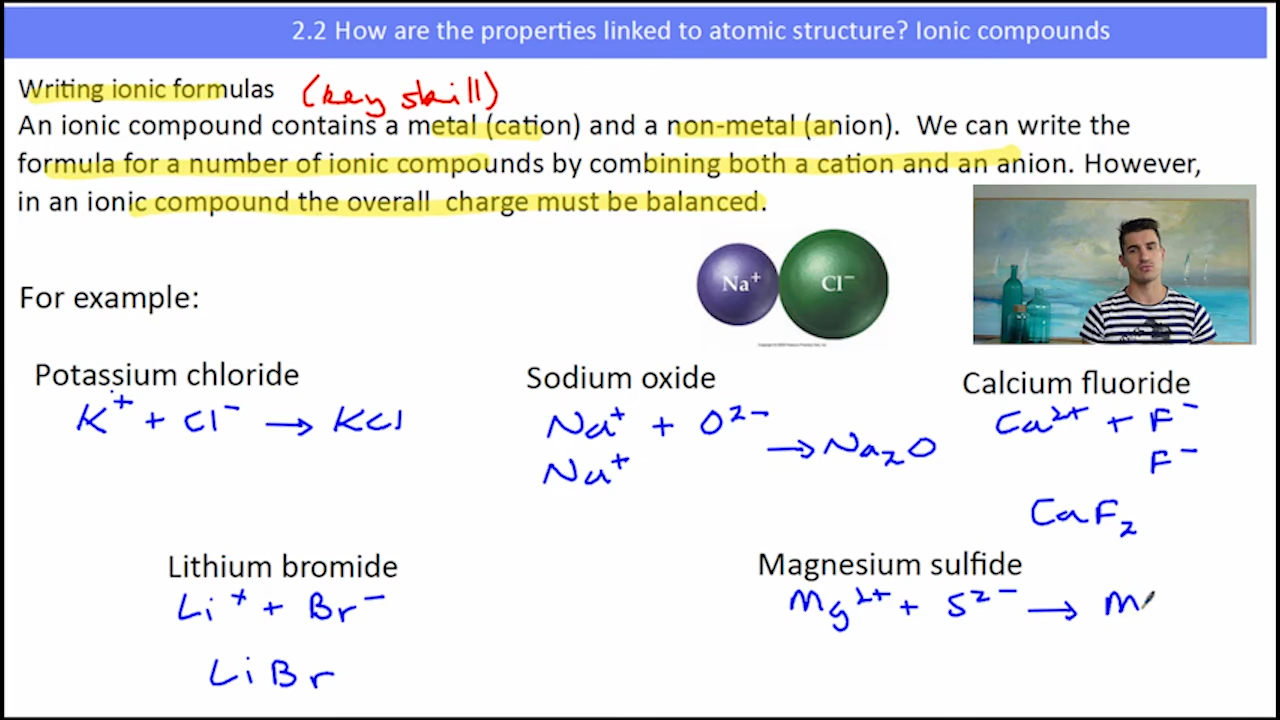 2.2 How are the properties linked to atomic structure? Ionic compounds
Writing ionic formulas (key skill)
An ionic compound contains a metal (cation) and a non-metal (anion). We can write the
formula for a number of ionic compounds by combining both a cation and an anion. However,
in an ionic compound the overall charge must be balanced.
Na⁺ Cl⁻
For example:
Potassium chloride
K⁺ + Cl⁻ → KCl
Sodium oxide
Na⁺ + O²⁻
Na⁺ → Na₂O
Calcium fluoride
Ca²⁺ + F⁻
F⁻
CaF₂
Lithium bromide
Li⁺ + Br⁻
LiBr
Magnesium sulfide
Mg²⁺ + S²⁻ → M